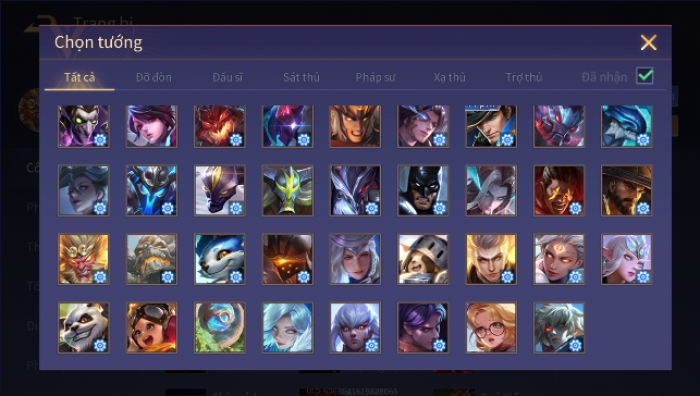 Trang bị
Chọn tướng
Tất cả Đỡ đòn Đấu sĩ Sát thủ Pháp sư Xạ thủ Trợ thủ Đã nhận